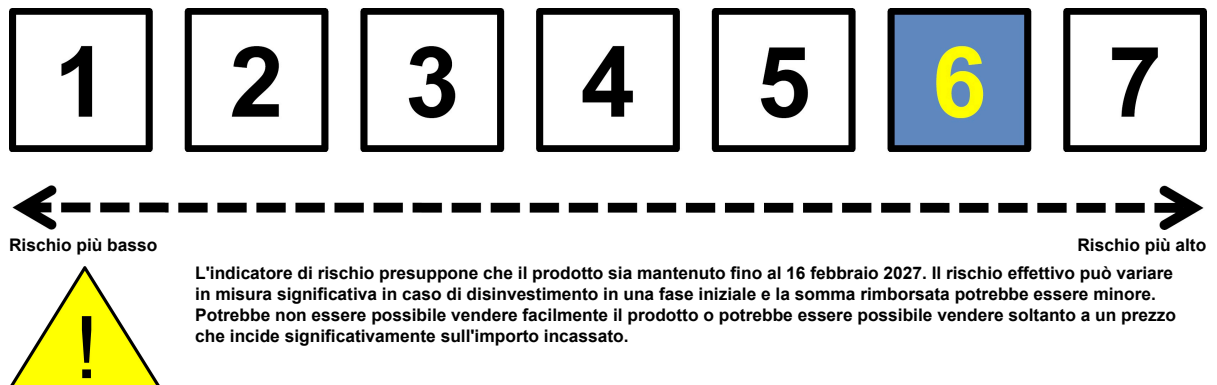 1 2 3 4 5 6 7
Rischio più basso Rischio più alto
L'indicatore di rischio presuppone che il prodotto sia mantenuto fino al 16 febbraio 2027. Il rischio effettivo può variare
in misura significativa in caso di disinvestimento in una fase iniziale e la somma rimborsata potrebbe essere minore.
Potrebbe non essere possibile vendere facilmente il prodotto o potrebbe essere possibile vendere soltanto a un prezzo
che incide significativamente sull'importo incassato.
!